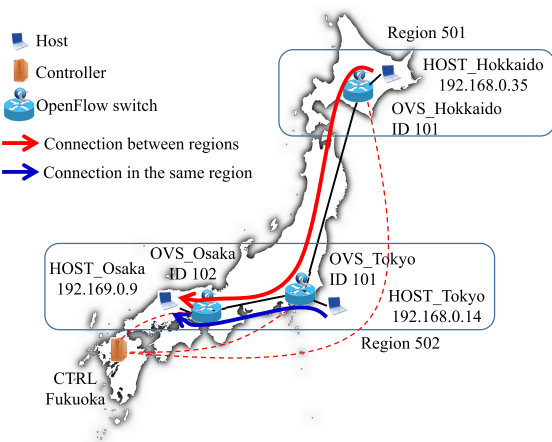 Host
Controller
OpenFlow switch
Connection between regions
Connection in the same region
Region 501
HOST_Hokkaido
192.168.0.35
OVS_Hokkaido
ID 101
OVS_Osaka
ID 102
HOST_Osaka
192.169.0.9
OVS_Tokyo
ID 101
HOST_Tokyo
192.168.0.14
Region 502
CTRL
Fukuoka